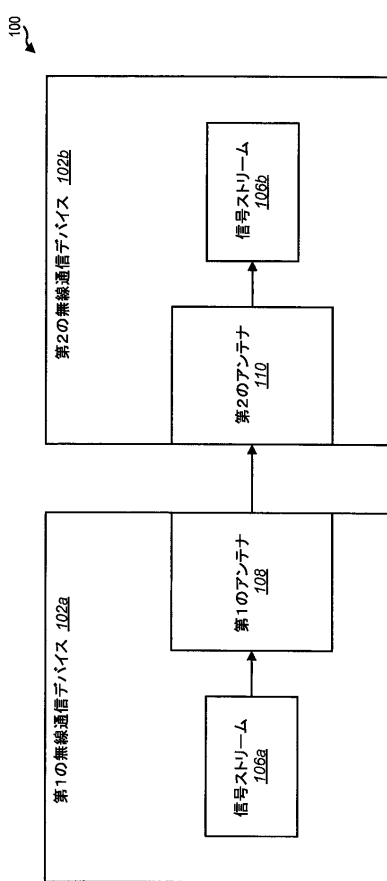 100
第1の無線通信デバイス 102a
信号ストリーム
106a
第1のアンテナ
108
第2の無線通信デバイス 102b
第2のアンテナ
110
信号ストリーム
106b